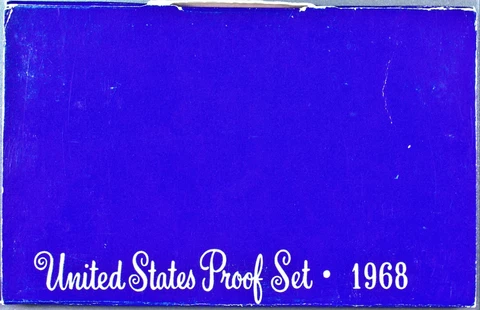 United States Proof Set • 1968